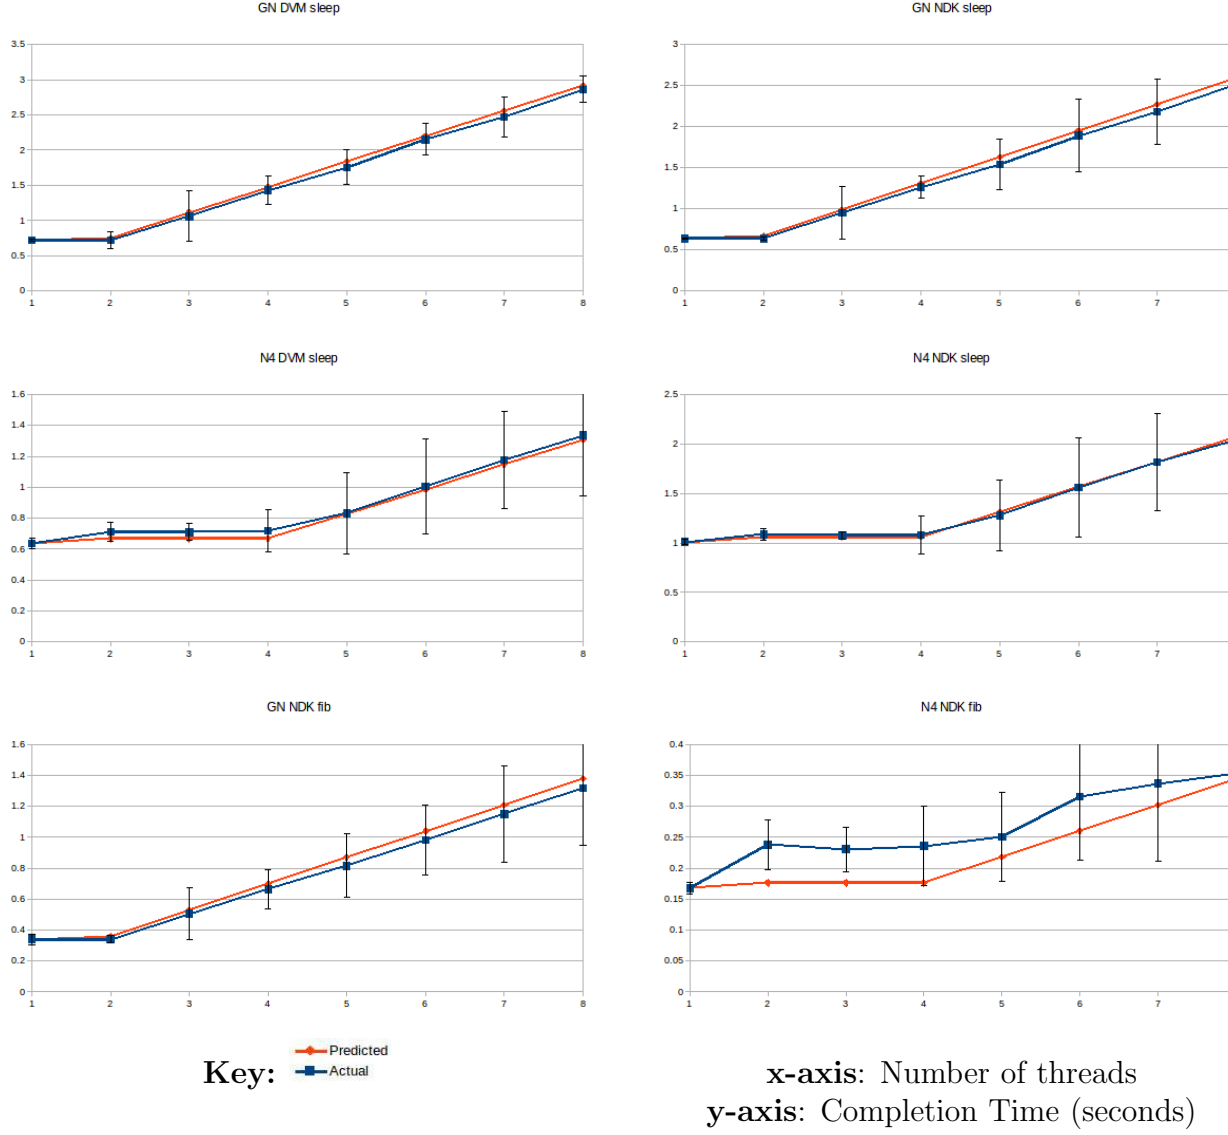 GN DVM sleep
3.5
3
2.5
2
1.5
1
0.5
0
1 2 3 4 5 6 7 8
GN NDK sleep
3
2.5
2
1.5
1
0.5
0
1 2 3 4 5 6 7
N4 DVM sleep
1.6
1.4
1.2
1
0.8
0.6
0.4
0.2
0
1 2 3 4 5 6 7 8
N4 NDK sleep
2.5
2
1.5
1
0.5
0
1 2 3 4 5 6 7
GN NDK fib
1.6
1.4
1.2
1
0.8
0.6
0.4
0.2
0
1 2 3 4 5 6 7 8
N4 NDK fib
0.4
0.35
0.3
0.25
0.2
0.15
0.1
0.05
0
1 2 3 4 5 6 7
Key:
Predicted
Actual
x-axis: Number of threads
y-axis: Completion Time (seconds)